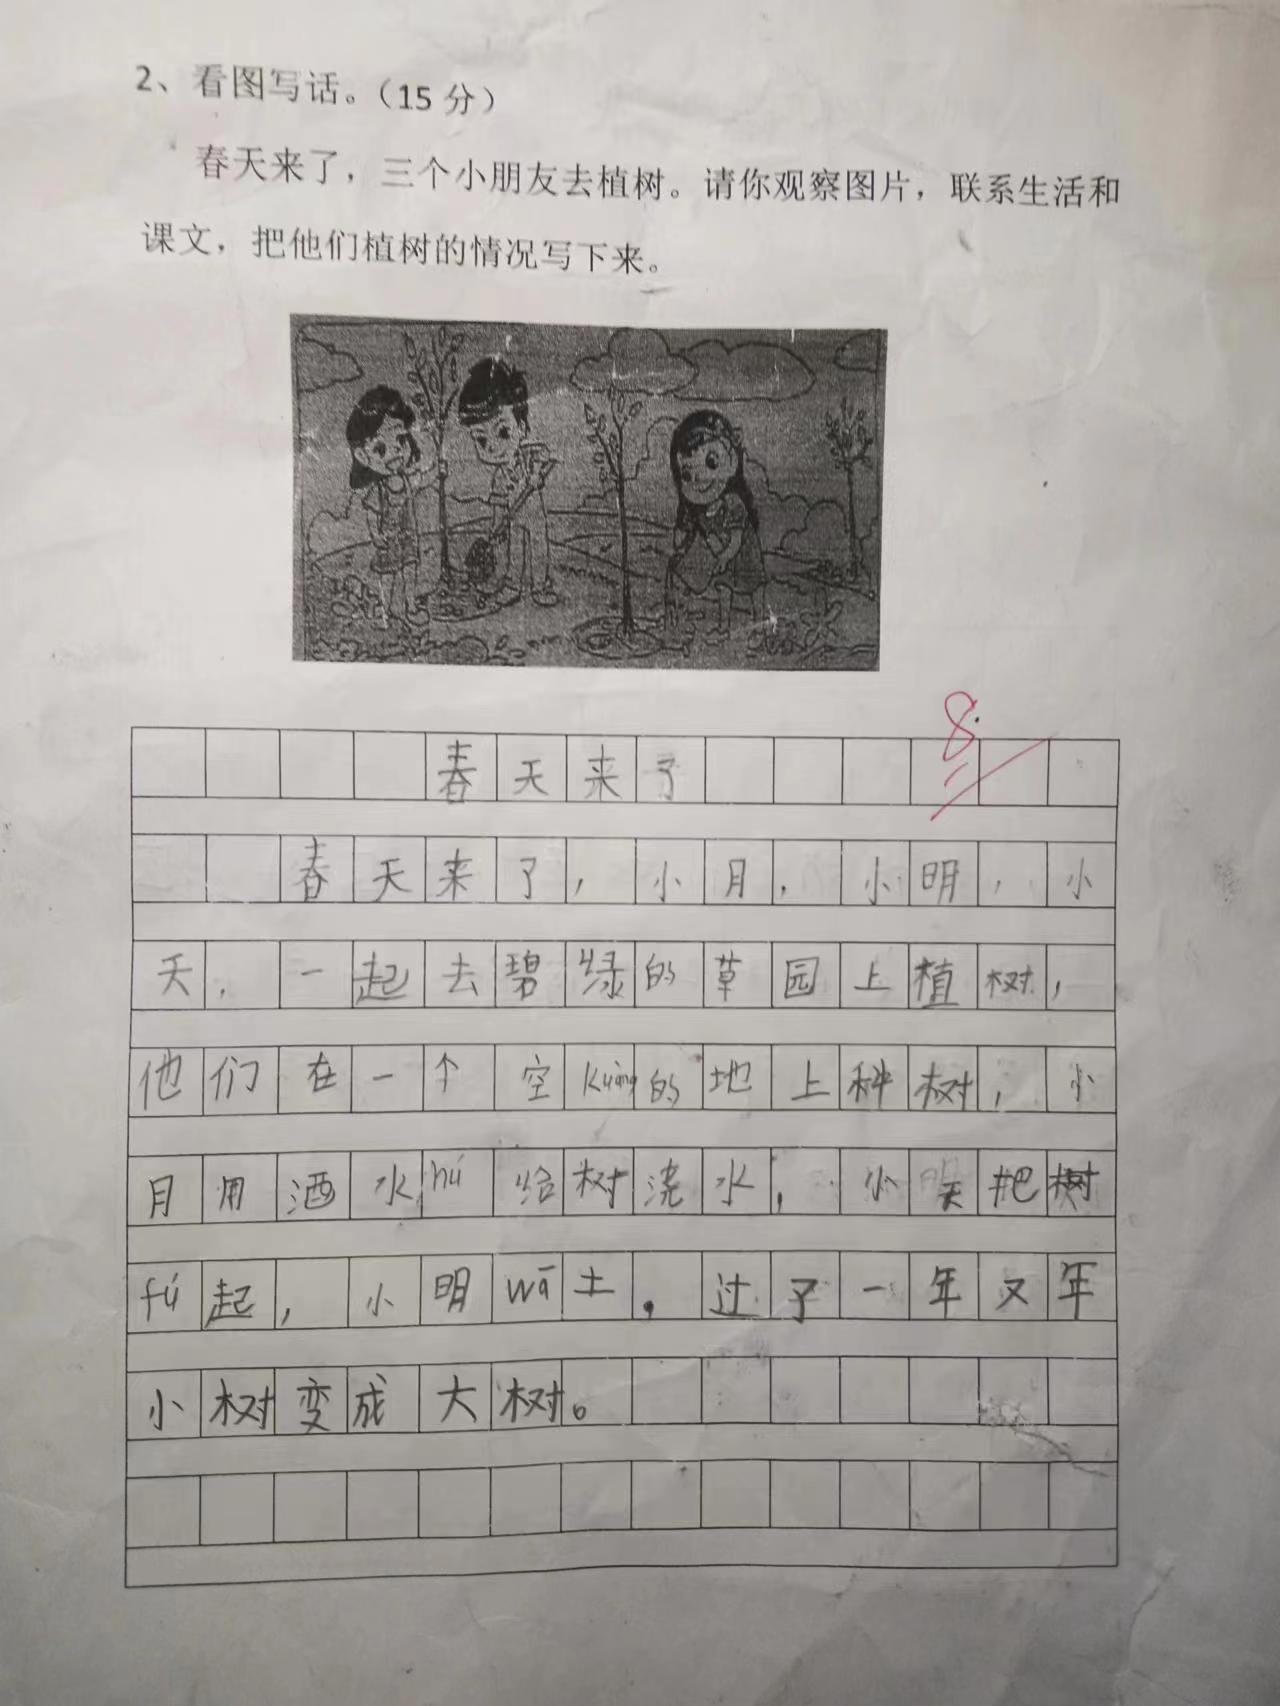 2、看图写话。（15分）
春天来了，三个小朋友去植树。请你观察图片，联系生活和
课文，把他们植树的情况写下来。
8
春天来了
春天来了，小月，小明，小
天，一起去碧绿的草园上植树，
他们在一个空kuàng的地上种树，小
月用洒水hú给树浇水，小天把树
fú起，小明wā土。过了一年又年
小树变成大树。